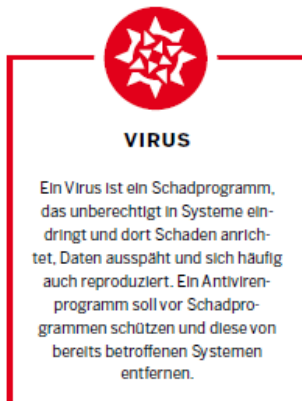 VIRUS
Ein Virus ist ein Schadprogramm,
das unberechtigt in Systeme ein-
dringt und dort Schaden anrich-
tet, Daten ausspäht und sich häufig
auch reproduziert. Ein Antiviren-
programm soll vor Schadpro-
grammen schützen und diese von
bereits betroffenen Systemen
entfernen.